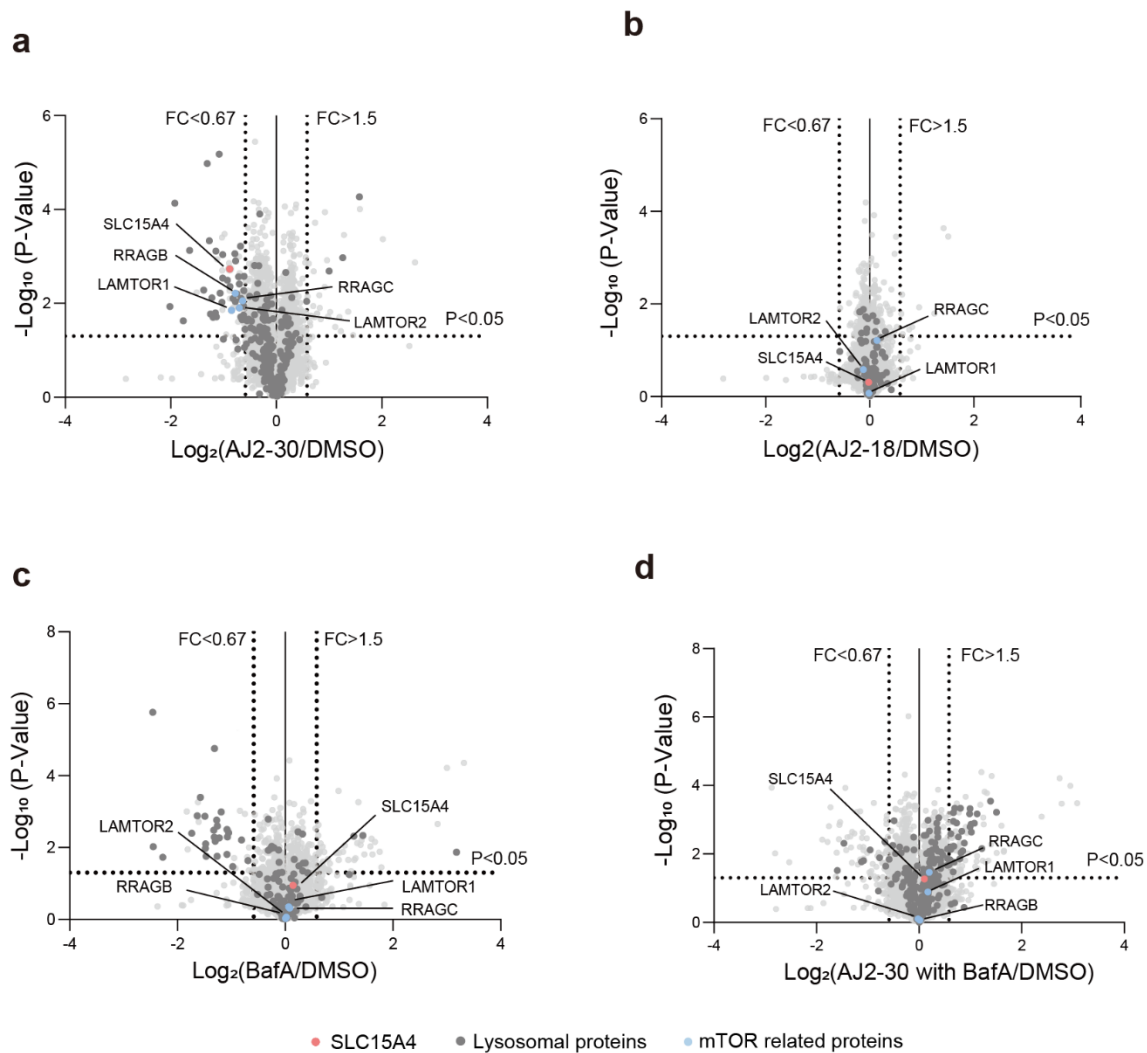 a
FC<0.67
FC>1.5
6
4
2
0
-Log₁₀ (P-Value)
SLC15A4
RRAGB
LAMTOR1
RRAGC
LAMTOR2
P<0.05
-4
-2
0
2
4
Log₂(AJ2-30/DMSO)
b
FC<0.67
FC>1.5
6
4
2
0
-Log₁₀ (P-Value)
LAMTOR2
RRAGC
SLC15A4
LAMTOR1
P<0.05
-4
-2
0
2
4
Log2(AJ2-18/DMSO)
c
FC<0.67
FC>1.5
8
6
4
2
0
-Log₁₀ (P-Value)
SLC15A4
LAMTOR2
P<0.05
RRAGB
LAMTOR1
RRAGC
-4
-2
0
2
4
Log₂(BafA/DMSO)
d
FC<0.67
FC>1.5
8
6
4
2
0
-Log₁₀ (P-Value)
SLC15A4
RRAGC
P<0.05
LAMTOR1
LAMTOR2
RRAGB
-4
-2
0
2
4
Log₂(AJ2-30 with BafA/DMSO)
SLC15A4
Lysosomal proteins
mTOR related proteins